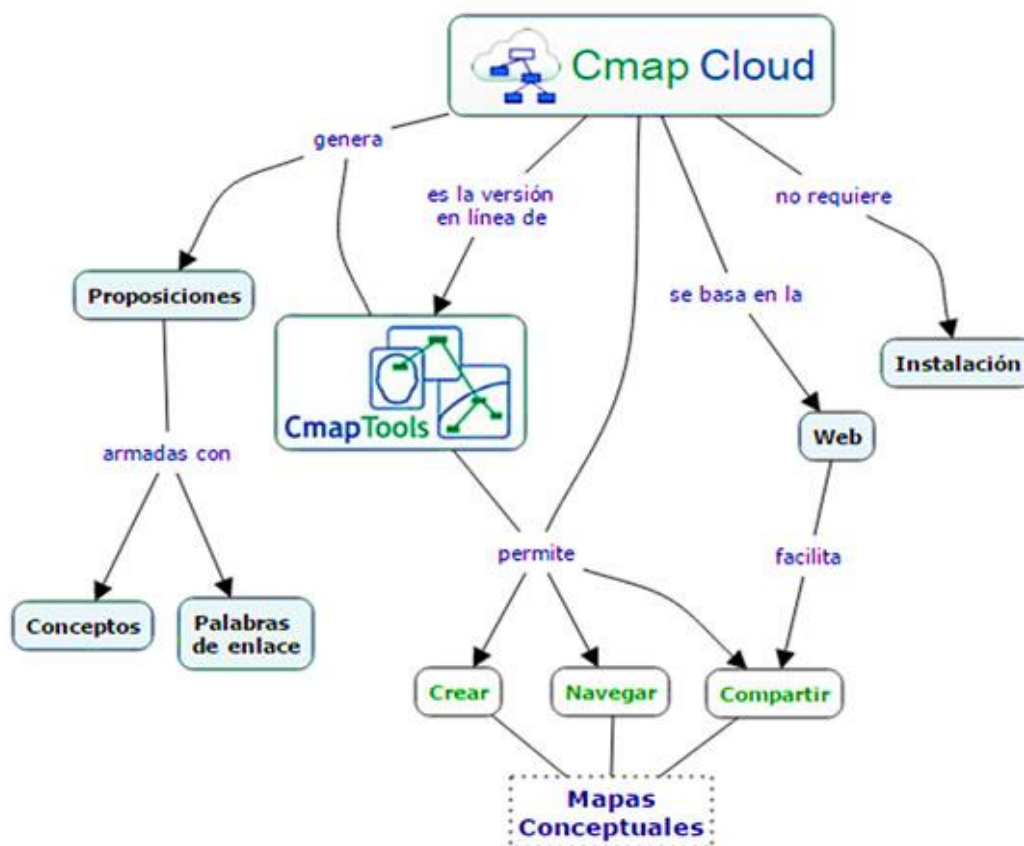 Cmap Cloud
genera
es la versión
en línea de
no requiere
Proposiciones
se basa en la
Instalación
CmapTools
Web
armadas con
permite
facilita
Conceptos
Palabras
de enlace
Crear
Navegar
Compartir
Mapas
Conceptuales